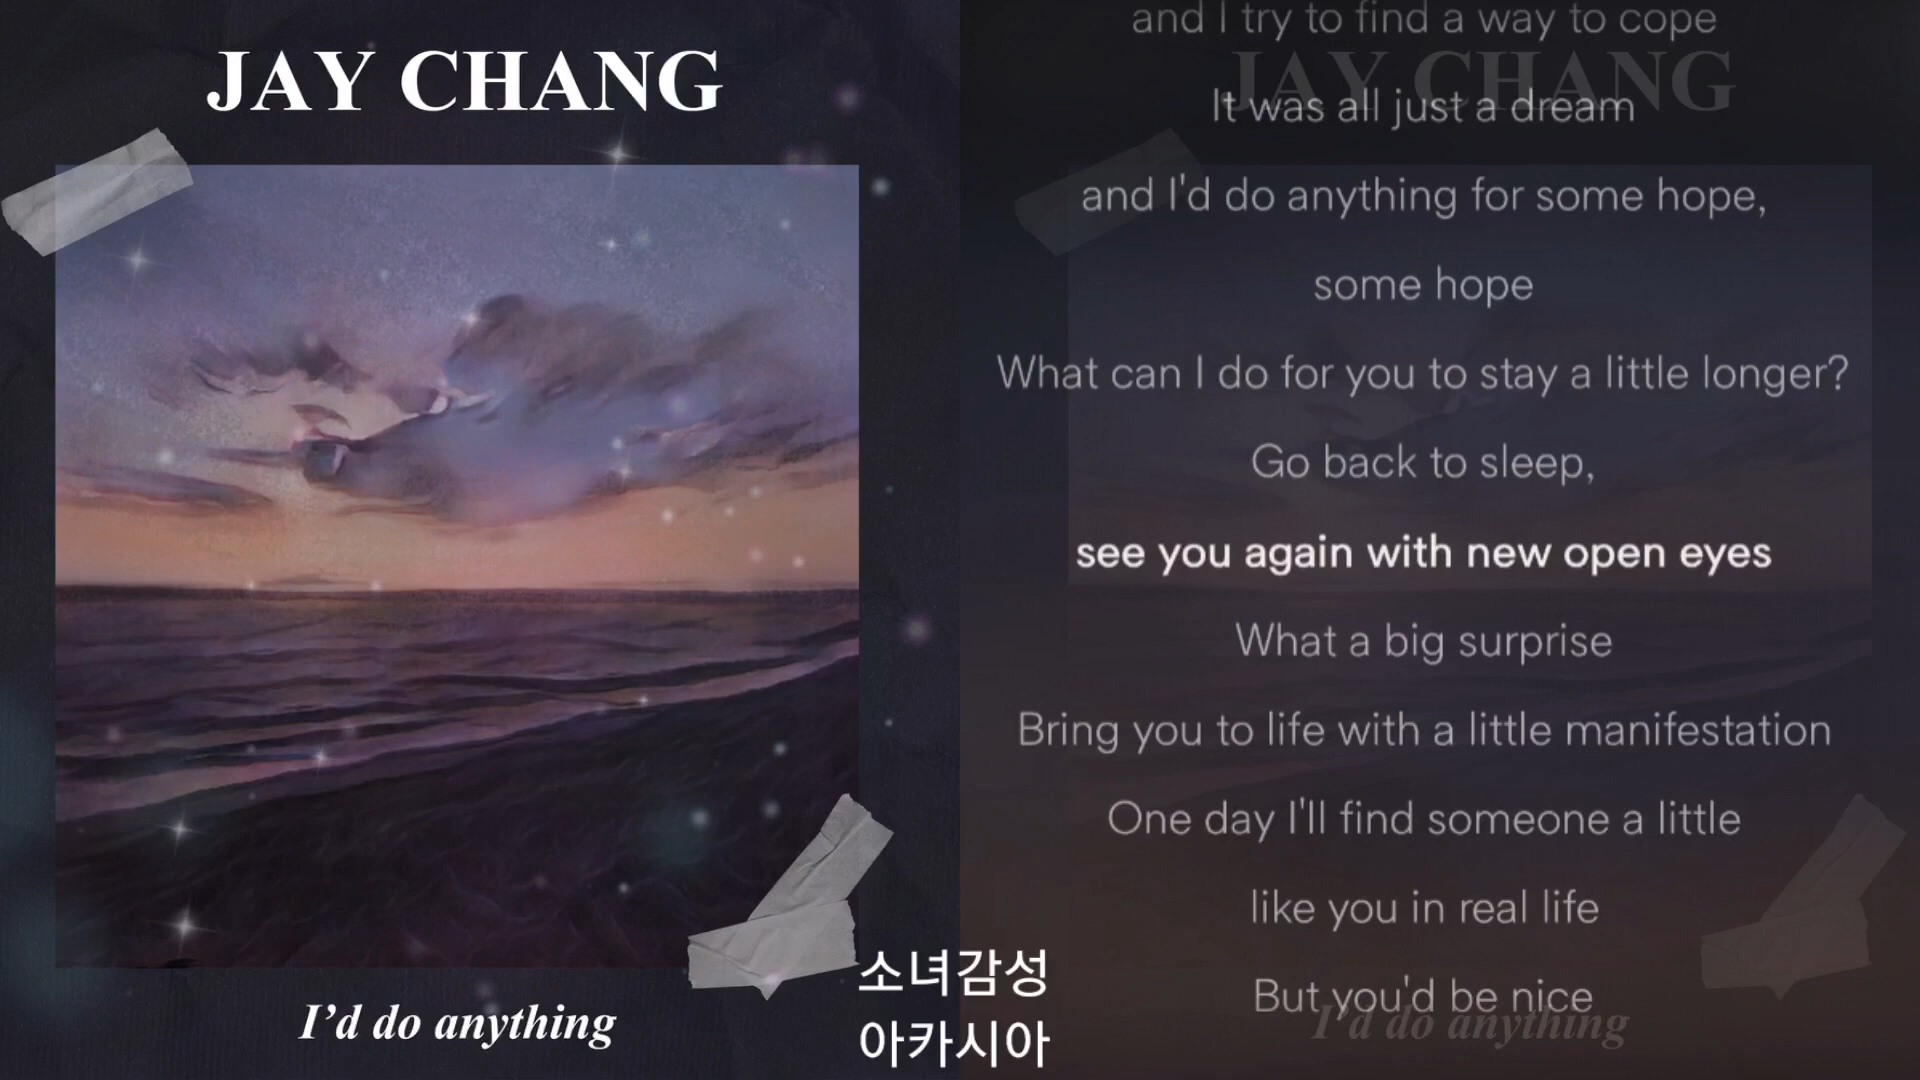 JAY CHANG
I’d do anything
소녀감성
아카시아
and I try to find a way to cope
JAY CHANG
It was all just a dream
and I'd do anything for some hope,
some hope
What can I do for you to stay a little longer?
Go back to sleep,
see you again with new open eyes
What a big surprise
Bring you to life with a little manifestation
One day I'll find someone a little
like you in real life
But you'd be nice
I’d do anything